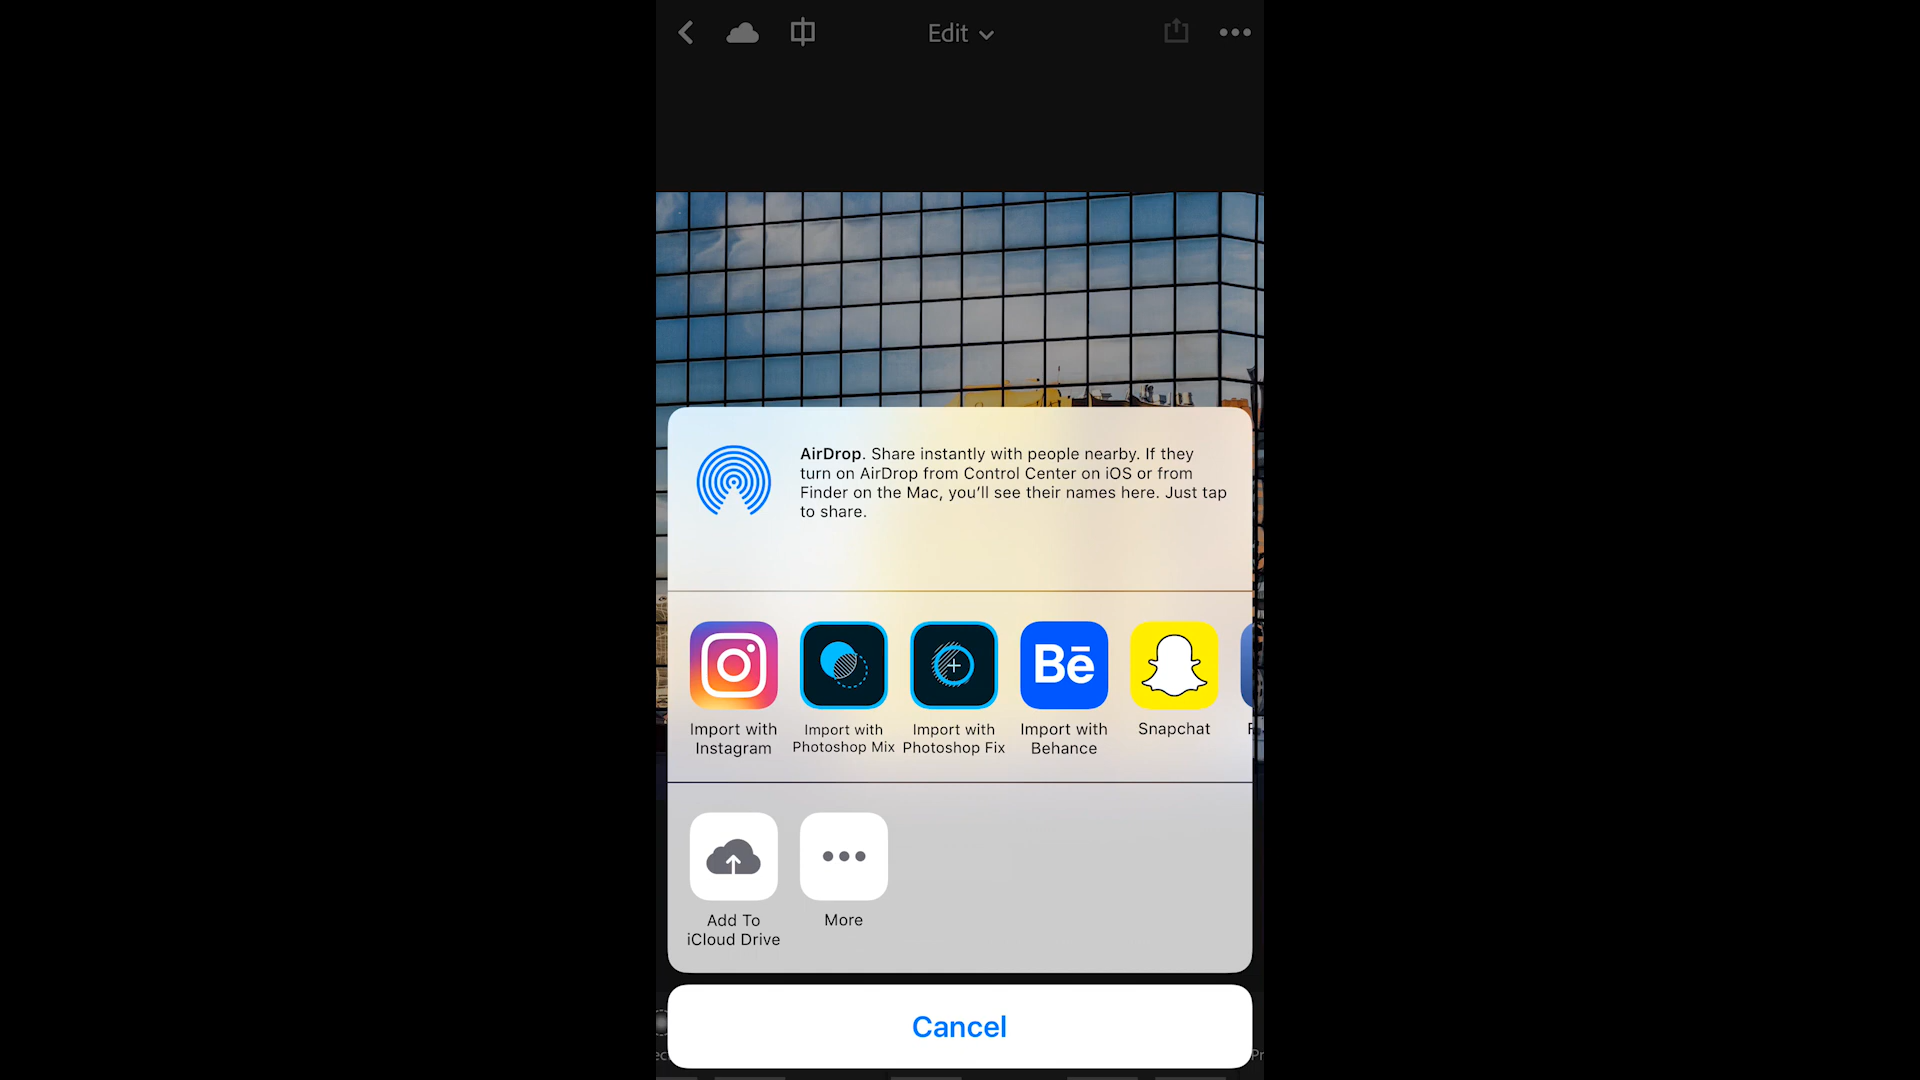 Edit
AirDrop. Share instantly with people nearby. If they
turn on AirDrop from Control Center on iOS or from
Finder on the Mac, you’ll see their names here. Just tap
to share.
Bē
Import with
Instagram
Import with
Photoshop Mix
Import with
Photoshop Fix
Import with
Behance
Snapchat
Add To
iCloud Drive
More
Cancel